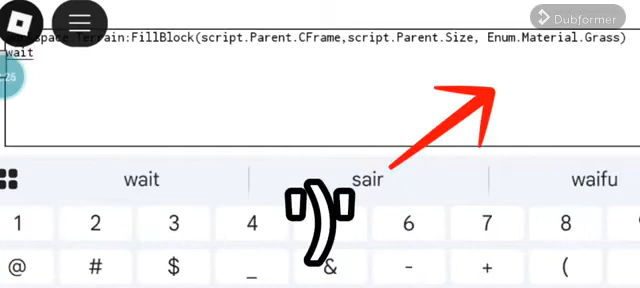 Dubformer
space.Terrain:FillBlock(script.Parent.CFrame,script.Parent.Size, Enum.Material.Grass)
wait
:26
wait sair waifu
1 2 3 4 6 7 8
@ # $ _ & - + (